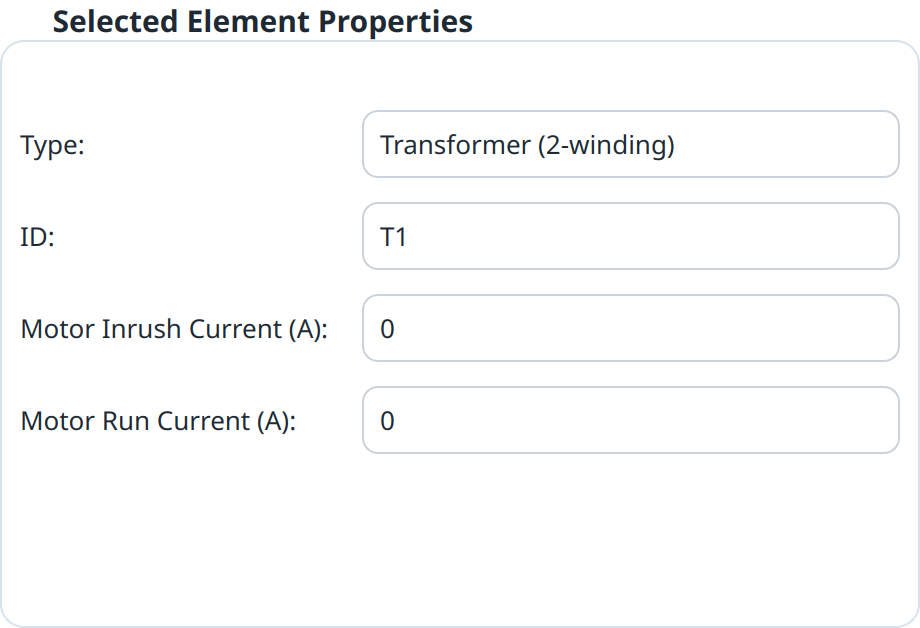 Selected Element Properties
Type: Transformer (2-winding)
ID: T1
Motor Inrush Current (A): 0
Motor Run Current (A): 0